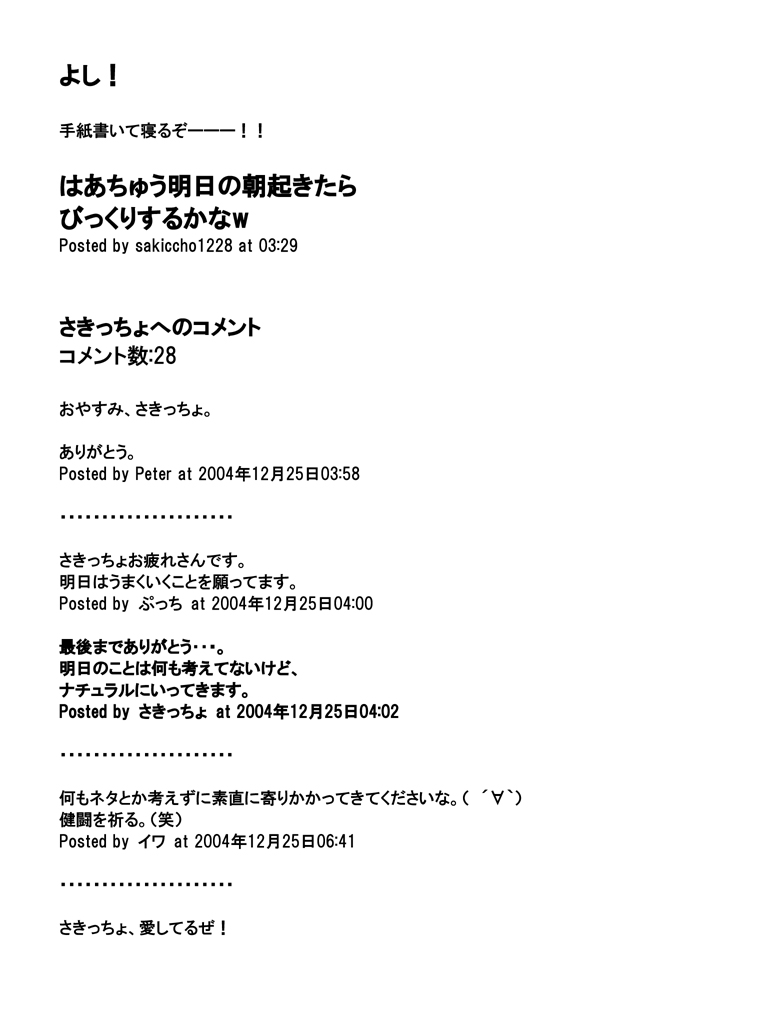 よし！
手紙書いて寝るぞーーー！！
はあちゅう明日の朝起きたら
びっくりするかなw
Posted by sakiccho1228 at 03:29
さきっちょへのコメント
コメント数:28
おやすみ、さきっちょ。
ありがとう。
Posted by Peter at 2004年12月25日03:58
・・・・・・・・・・・・・・・・・・・・・
さきっちょお疲れさんです。
明日はうまくいくことを願ってます。
Posted by ぷっち at 2004年12月25日04:00
最後までありがとう・・・。
明日のことは何も考えてないけど、
ナチュラルにいってきます。
Posted by さきっちょ at 2004年12月25日04:02
・・・・・・・・・・・・・・・・・・・・・
何もネタとか考えずに素直に寄りかかってきてくださいな。（ ´∀｀）
健闘を祈る。（笑）
Posted by イワ at 2004年12月25日06:41
・・・・・・・・・・・・・・・・・・・・・
さきっちょ、愛してるぜ！